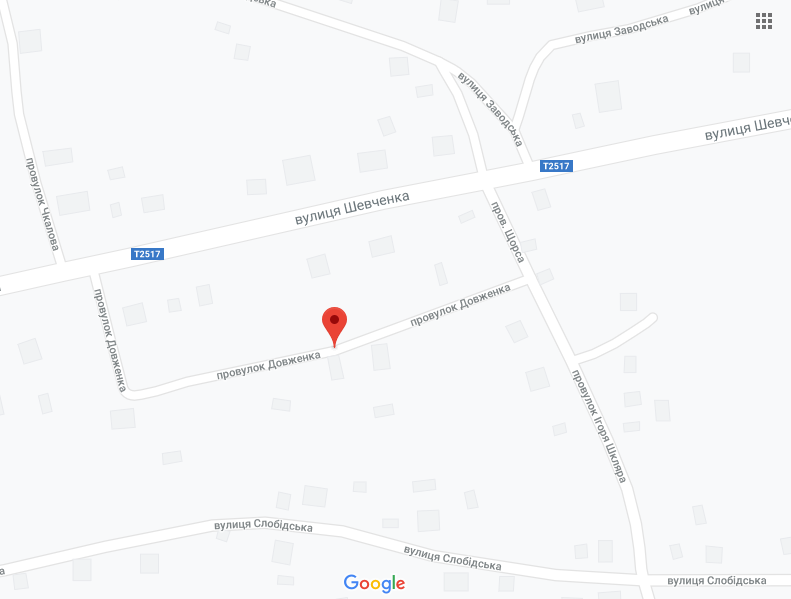 вулиця Заводська
вулиця Заводська
вулиця Шевч
T2517
провулок Чкалова
вулиця Шевченка
пров. Щорса
T2517
провулок Довженка
провулок Довженка
провулок Довженка
провулок Ігоря Шкляра
вулиця Слобідська
вулиця Слобідська
вулиця Слобідська
Google